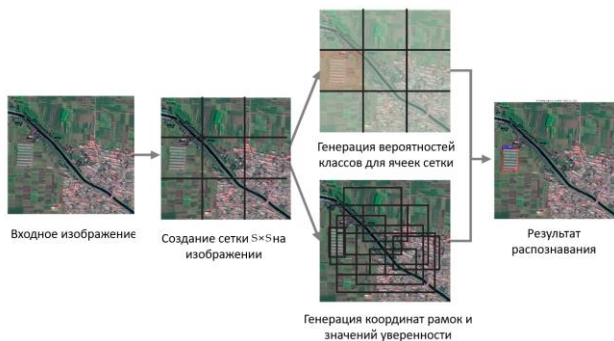 Входное изображение
Создание сетки S×S на
изображении
Генерация вероятностей
классов для ячеек сетки
Генерация координат рамок и
значений уверенности
Результат
распознавания